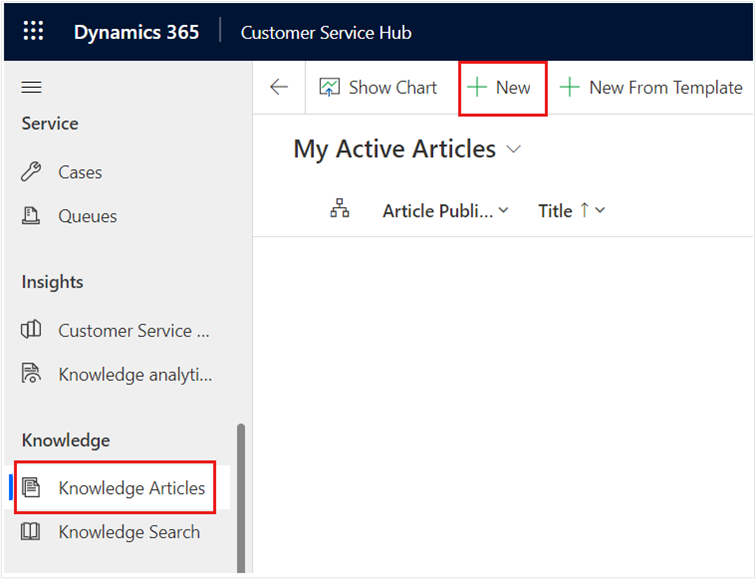 Dynamics 365 Customer Service Hub
Show Chart New New From Template
Service
Cases
Queues
Insights
Customer Service ...
Knowledge analyti...
Knowledge
Knowledge Articles
Knowledge Search
My Active Articles
Article Publi... Title ↑